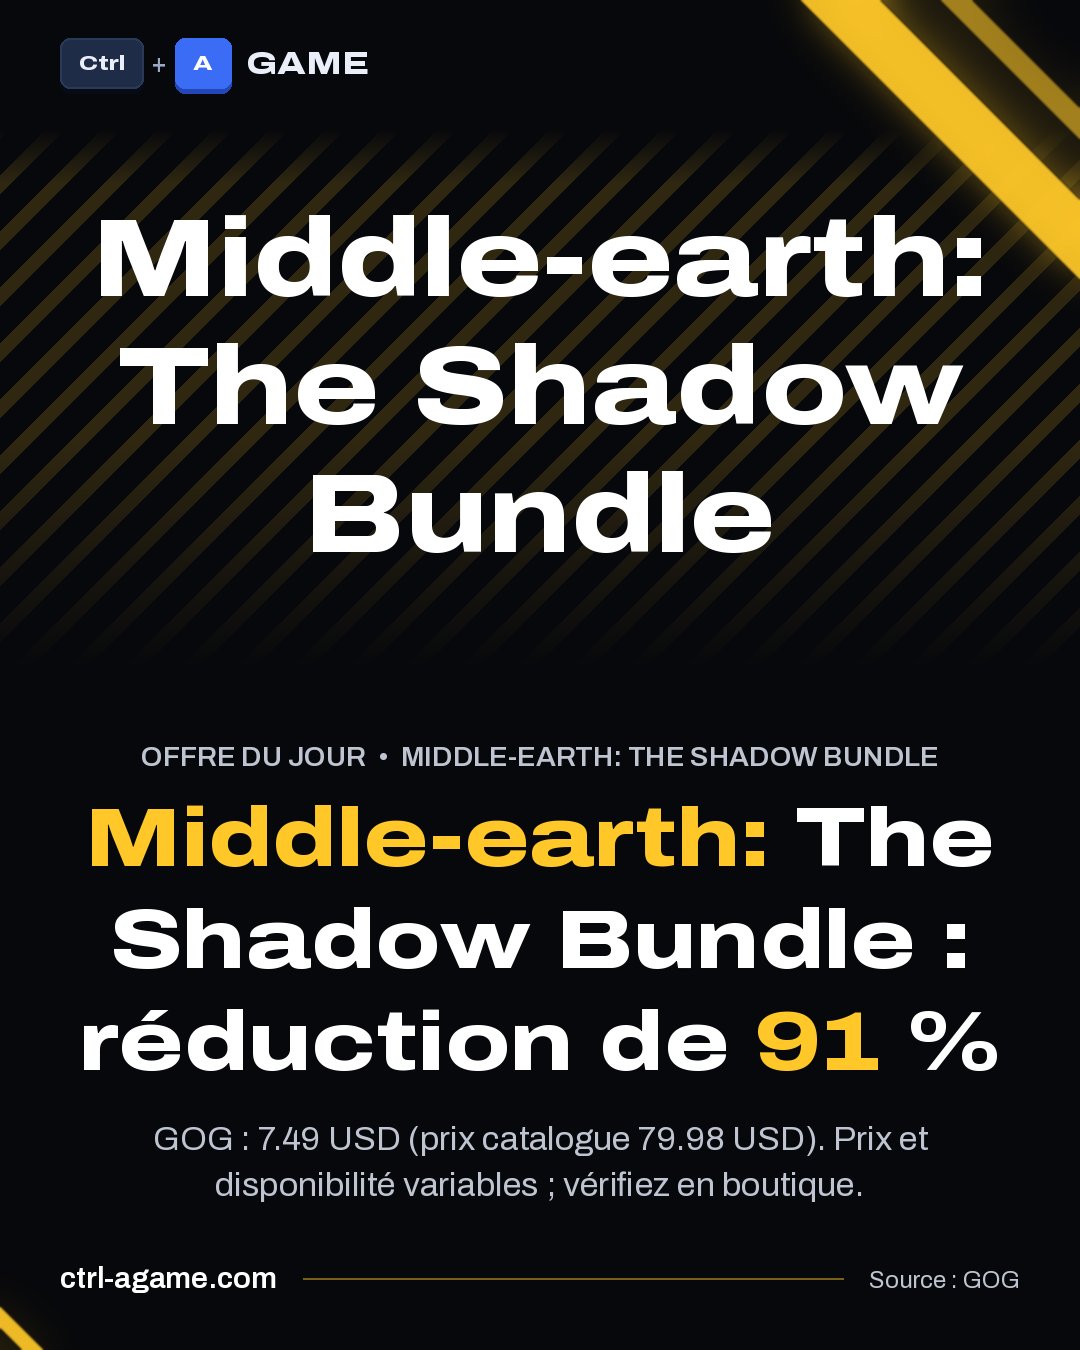 Ctrl + A GAME
Middle-earth:
The Shadow
Bundle
OFFRE DU JOUR • MIDDLE-EARTH: THE SHADOW BUNDLE
Middle-earth: The
Shadow Bundle :
réduction de 91 %
GOG : 7.49 USD (prix catalogue 79.98 USD). Prix et
disponibilité variables ; vérifiez en boutique.
ctrl-agame.com
Source : GOG